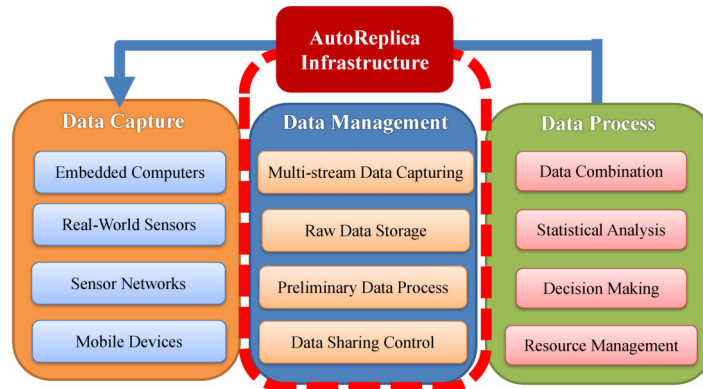 AutoReplica
Infrastructure
Data Capture
Embedded Computers
Real-World Sensors
Sensor Networks
Mobile Devices
Data Management
Multi-stream Data Capturing
Raw Data Storage
Preliminary Data Process
Data Sharing Control
Data Process
Data Combination
Statistical Analysis
Decision Making
Resource Management